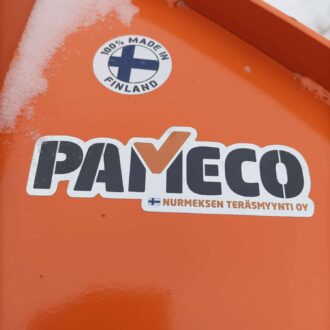 100% MADE IN
FINLAND
PAMECO
NURMEKSEN TERÄSMYYNTI OY